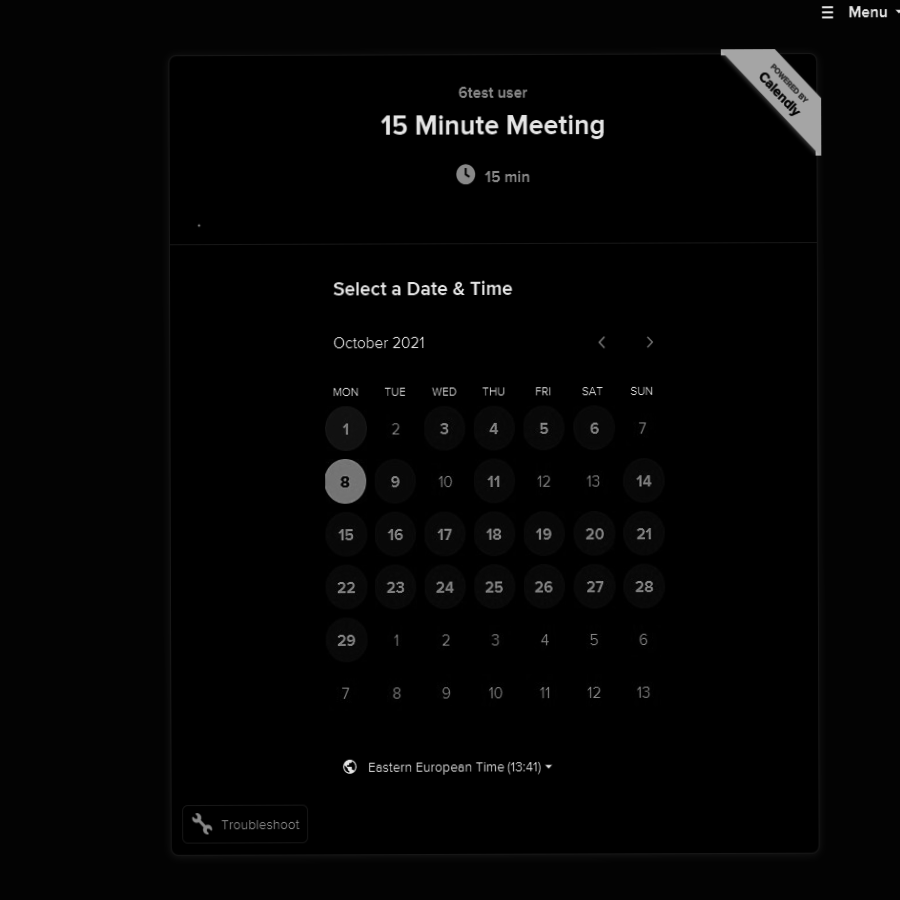 Menu
POWERED BY
Calendly
6test user
15 Minute Meeting
15 min
Select a Date & Time
October 2021
MON TUE WED THU FRI SAT SUN
1 2 3 4 5 6 7
8 9 10 11 12 13 14
15 16 17 18 19 20 21
22 23 24 25 26 27 28
29 1 2 3 4 5 6
7 8 9 10 11 12 13
Eastern European Time (13:41)
Troubleshoot